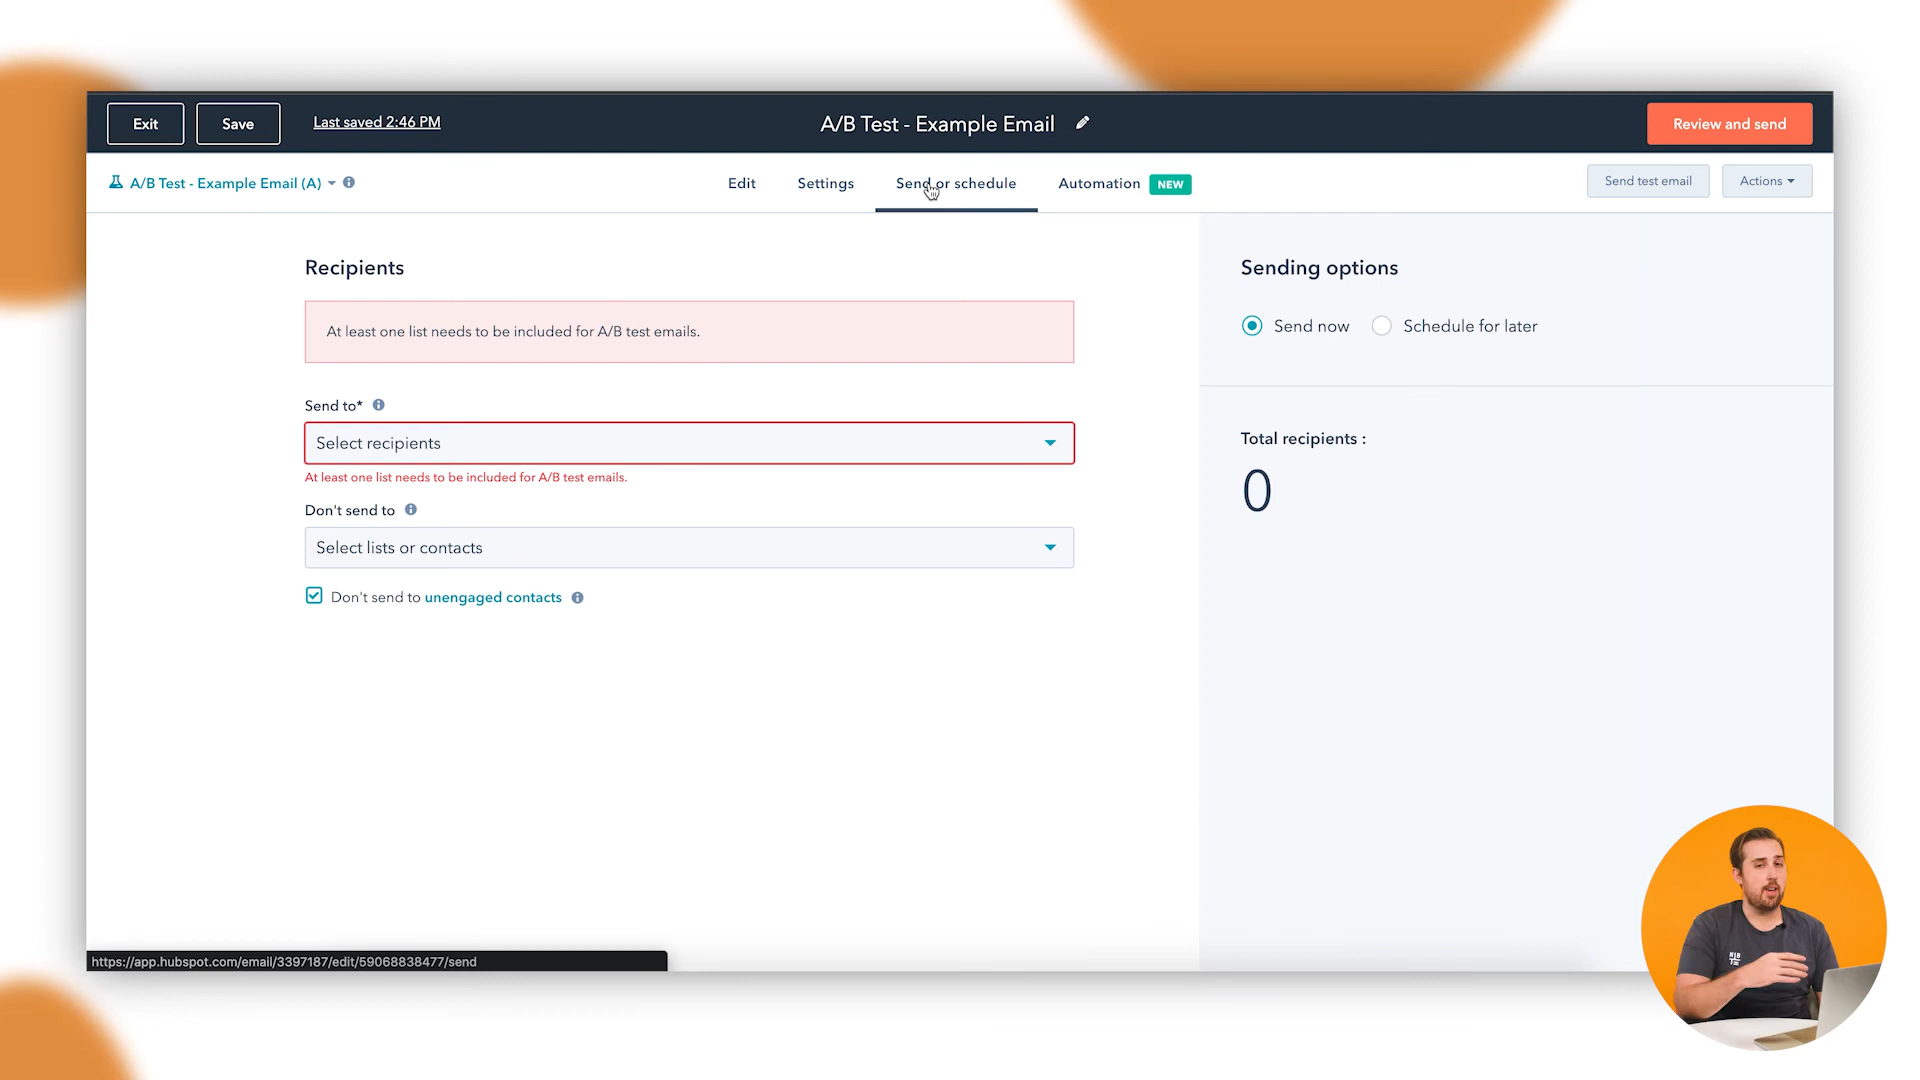 Exit
Save
Last saved 2:46 PM
A/B Test - Example Email
Review and send
A/B Test - Example Email (A)
Edit
Settings
Send or schedule
Automation
NEW
Send test email
Actions
Recipients
At least one list needs to be included for A/B test emails.
Send to*
Select recipients
At least one list needs to be included for A/B test emails.
Don't send to
Select lists or contacts
Don't send to unengaged contacts
Sending options
Send now
Schedule for later
Total recipients :
0
https://app.hubspot.com/email/3397187/edit/59068838477/send